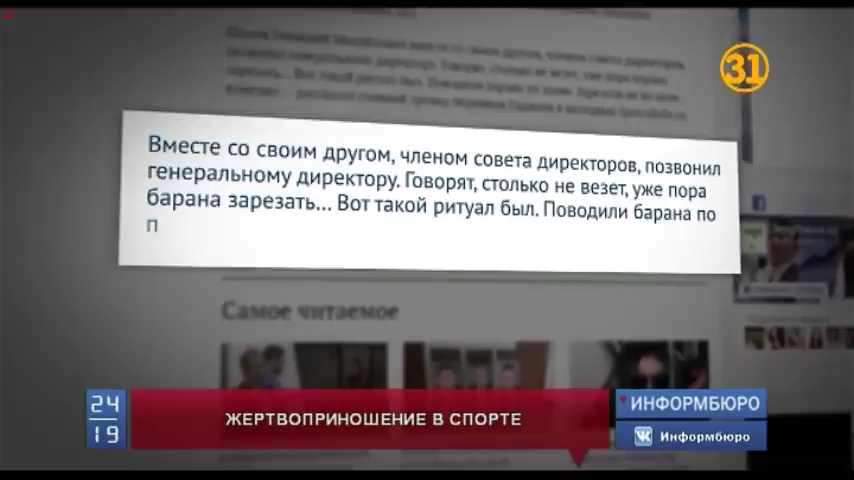 31
Вместе со своим другом, членом совета директоров, позвонил
генеральному директору. Говорят, столько не везет, уже пора
барана зарезать... Вот такой ритуал был. Поводили барана по
п
Самое читаемое
24
19
ЖЕРТВОПРИНОШЕНИЕ В СПОРТЕ
ИНФОРМБЮРО
Информбюро